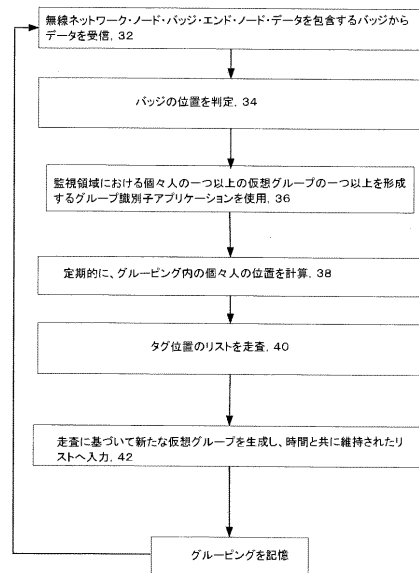 無線ネットワーク・ノード・バッジ・エンド・ノード・データを包含するバッジから
データを受信, 32
バッジの位置を判定, 34
監視領域における個々人の一つ以上の仮想グループの一つ以上を形成
するグループ識別子アプリケーションを使用, 36
定期的に、グルーピング内の個々人の位置を計算, 38
タグ位置のリストを走査, 40
走査に基づいて新たな仮想グループを生成し、時間と共に維持されたリ
ストへ入力, 42
グルーピングを記憶